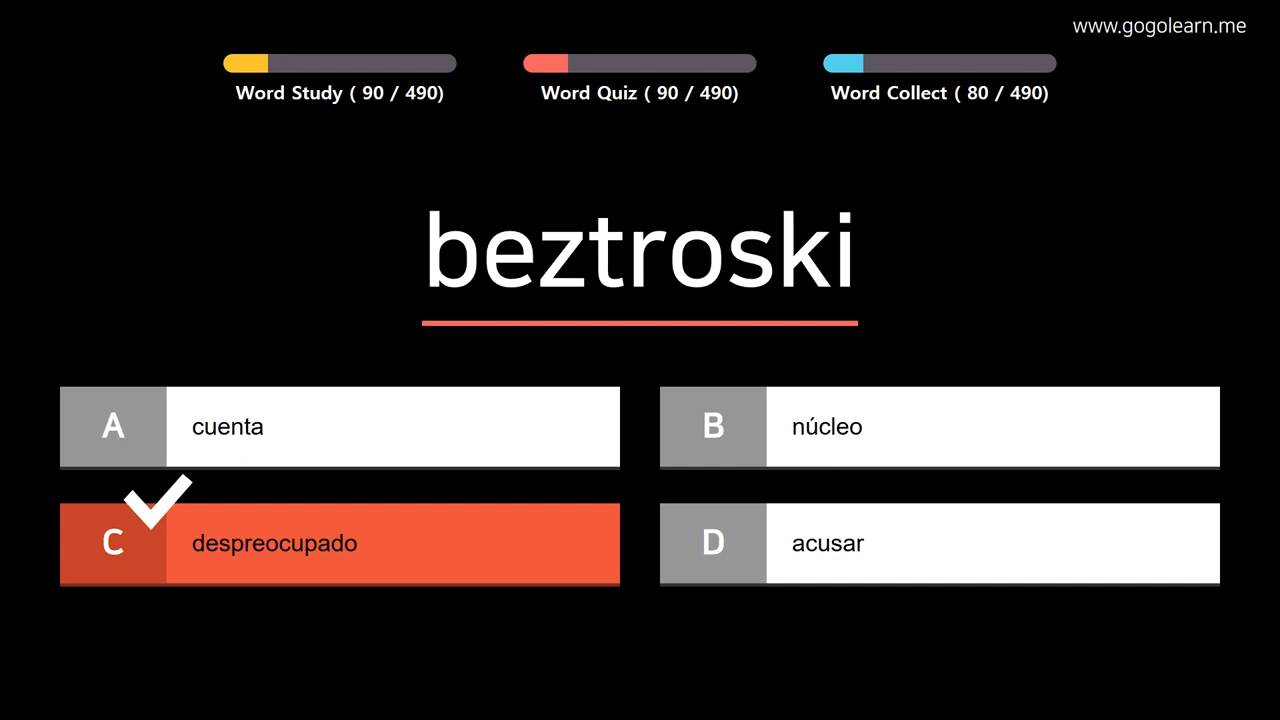 www.gogolearn.me
Word Study ( 90 / 490)
Word Quiz ( 90 / 490)
Word Collect ( 80 / 490)
beztroski
A
cuenta
B
núcleo
C
despreocupado
D
acusar